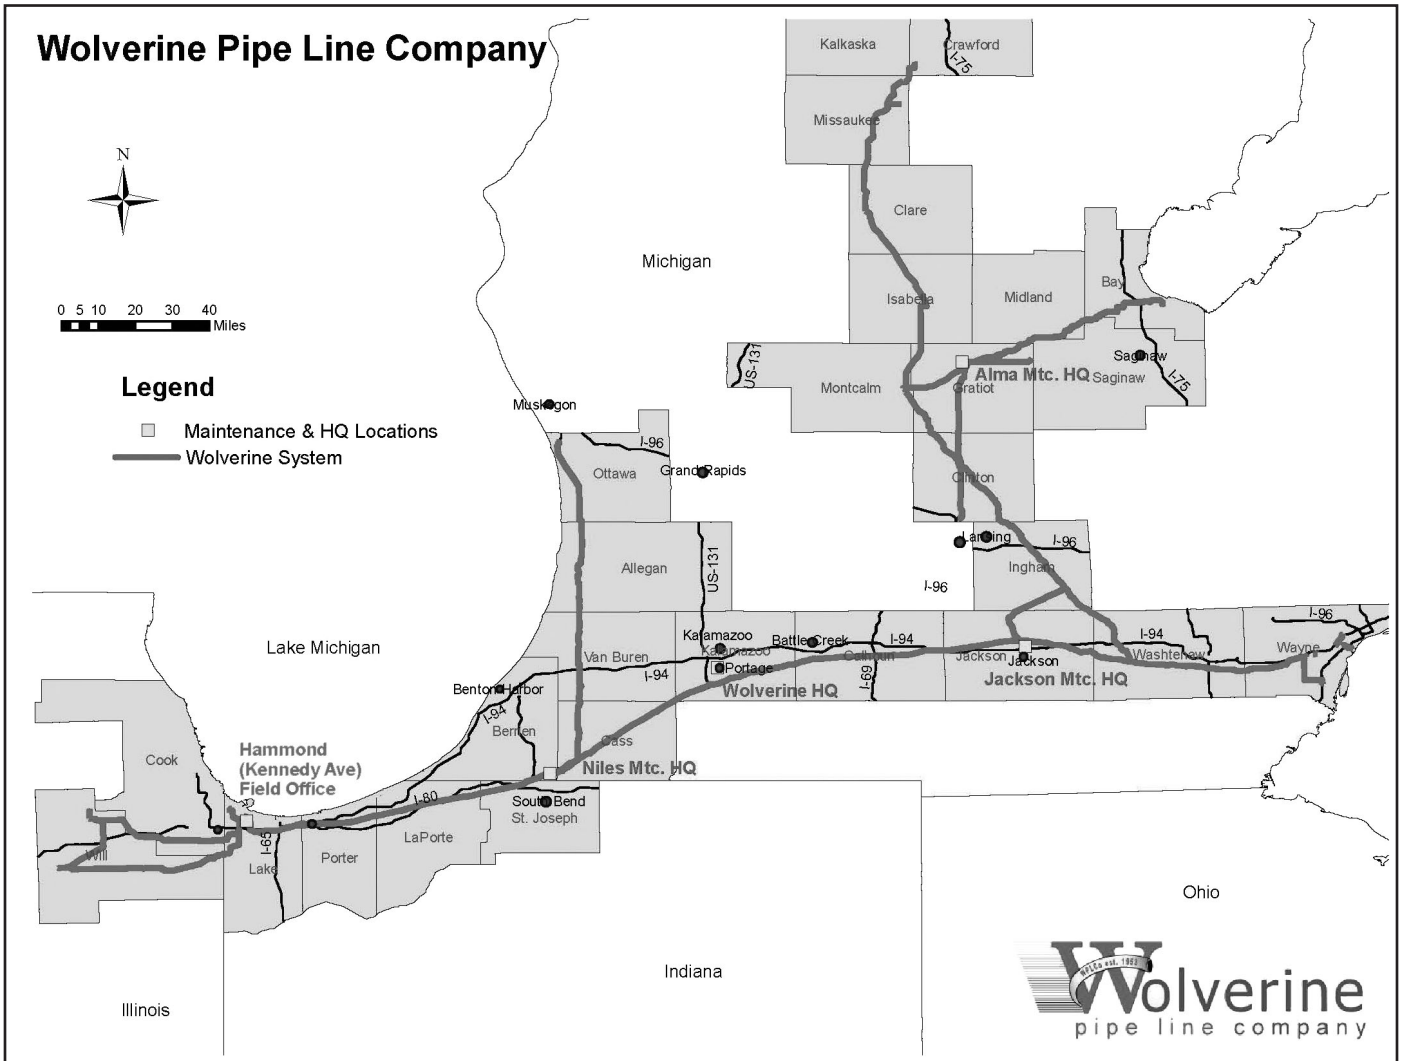 Wolverine Pipe Line Company
Kalkaska
Crawford
I-75
Missaukee
N
Clare
Michigan
Bay
Isabella
Midland
0 5 10 20 30 40
Miles
US-131
Saginaw
Legend
Alma Mtc. HQ
Saginaw
I-75
Montcalm
Gratiot
Muskegon
Maintenance & HQ Locations
Wolverine System
I-96
Ottawa
Grand Rapids
Clinton
Lansing
I-96
Allegan
US-131
Ingham
I-96
I-96
Lake Michigan
Kalamazoo
Battle Creek
I-94
I-94
Kalamazoo
Van Buren
Calhoun
Jackson
Jackson
Washtenaw
Wayne
Portage
I-94
I-69
Jackson Mtc. HQ
Benton Harbor
Wolverine HQ
I-94
Berrien
Cass
Hammond
(Kennedy Ave)
Field Office
Cook
Niles Mtc. HQ
I-80
South Bend
St. Joseph
I-65
LaPorte
Will
Lake
Porter
Ohio
Indiana
Illinois
WPLCo est. 1952
Wolverine
pipe line company